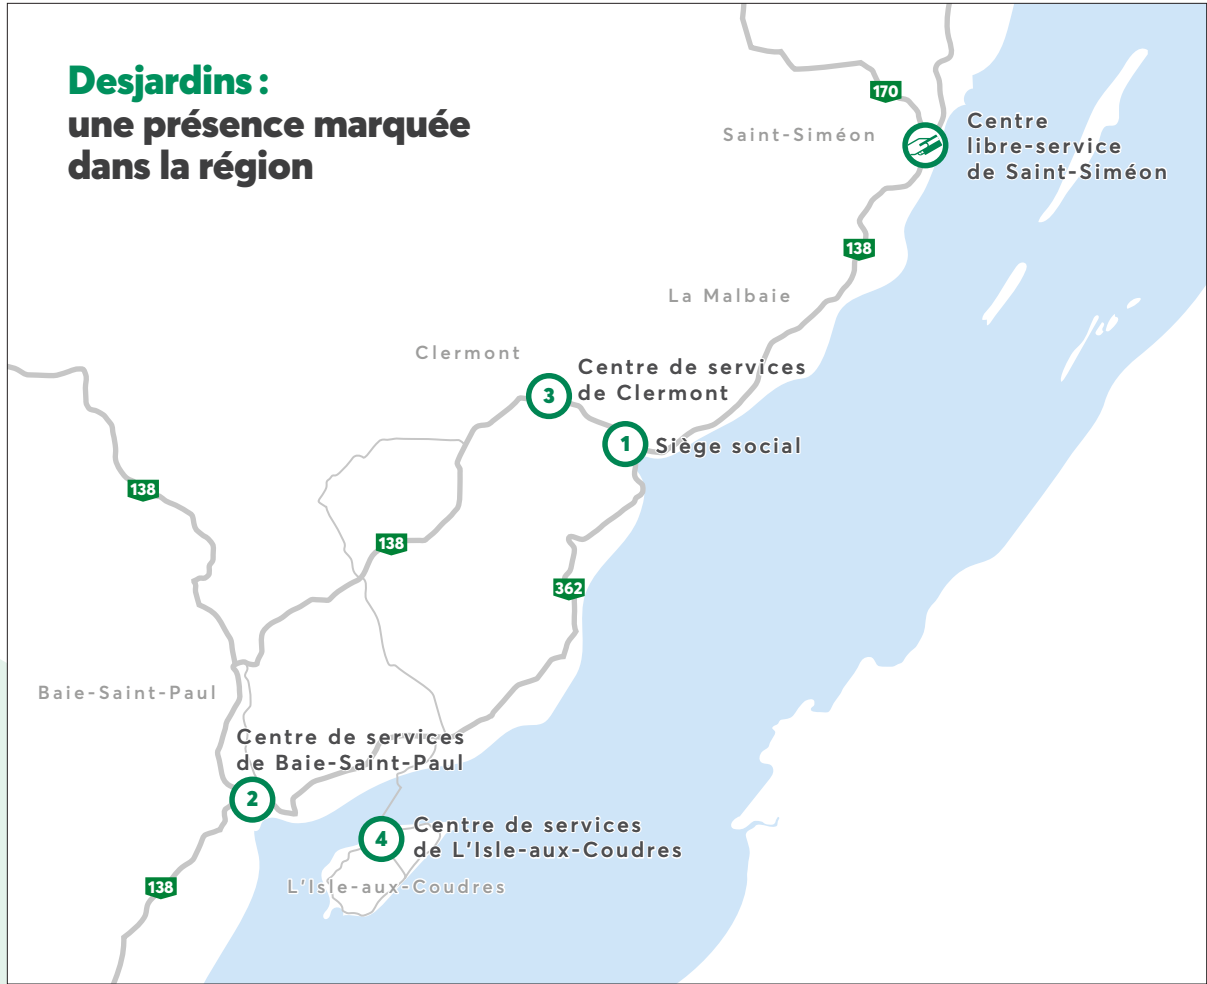 Desjardins :
une présence marquée
dans la région
170
Saint-Siméon
Centre
libre-service
de Saint-Siméon
138
La Malbaie
Clermont
Centre de services
de Clermont
3
1
Siège social
138
138
362
Baie-Saint-Paul
Centre de services
de Baie-Saint-Paul
2
4
Centre de services
de L'Isle-aux-Coudres
138
L'Isle-aux-Coudres